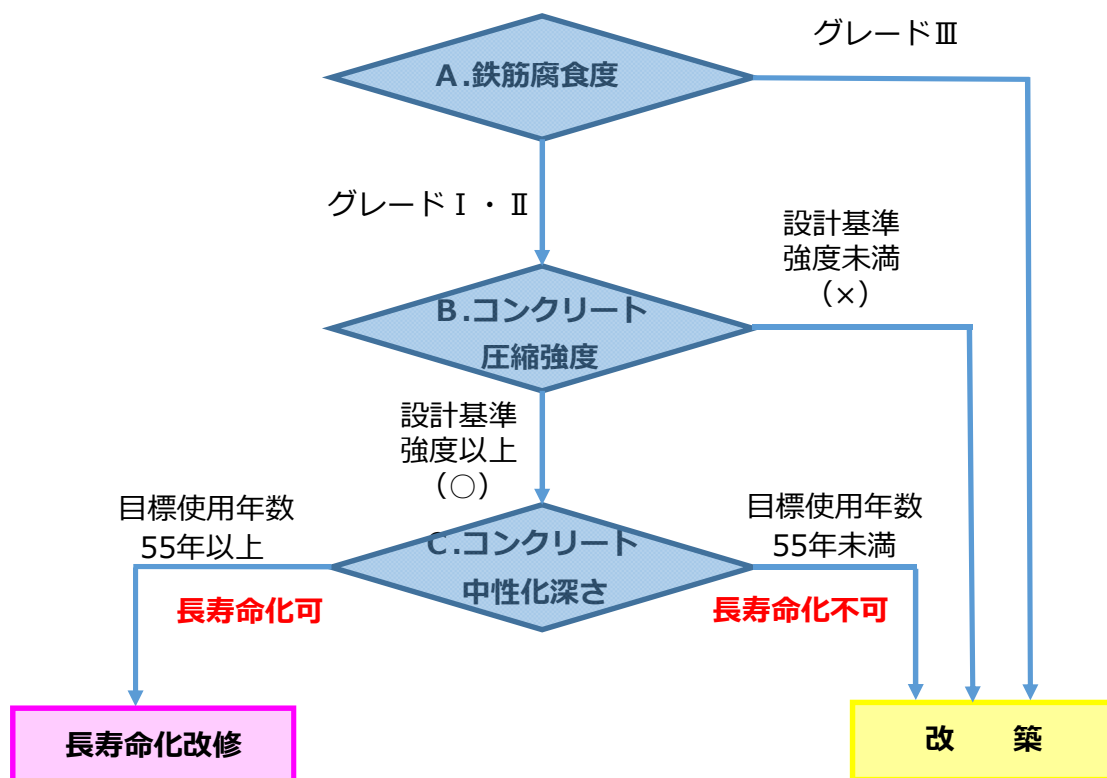 グレードⅢ
A.鉄筋腐食度
グレードⅠ・Ⅱ
設計基準
強度未満
（×）
B.コンクリート
圧縮強度
設計基準
強度以上
（○）
目標使用年数
55年以上
C.コンクリート
中性化深さ
目標使用年数
55年未満
長寿命化可
長寿命化不可
長寿命化改修
改　築